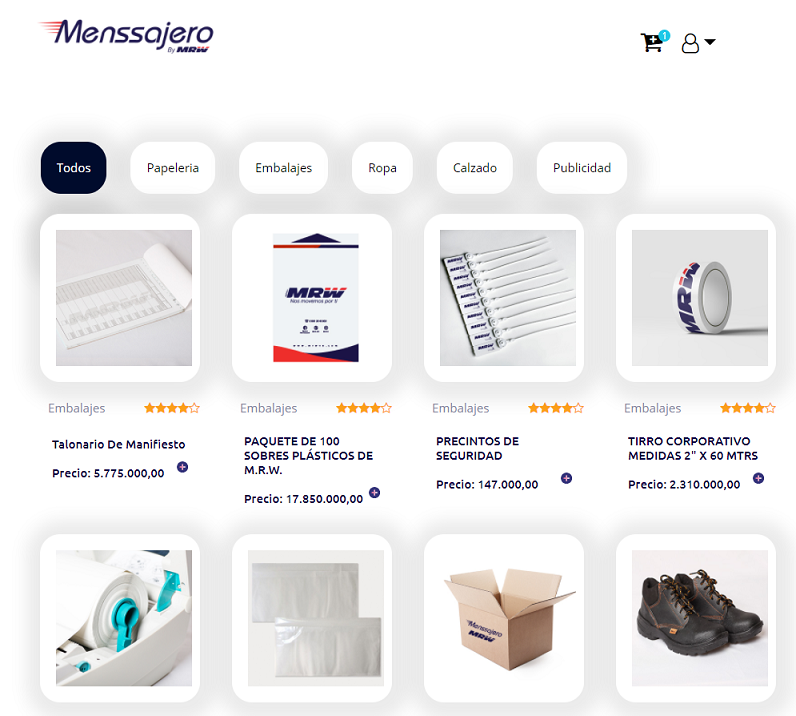 Menssajero
By MRW
1
Todos
Papeleria
Embalajes
Ropa
Calzado
Publicidad
MRW
Nos movemos por ti
MRW
Embalajes
Embalajes
Embalajes
Embalajes
Talonario De Manifiesto
Precio: 5.775.000,00
PAQUETE DE 100
SOBRES PLÁSTICOS DE
M.R.W.
Precio: 17.850.000,00
PRECINTOS DE
SEGURIDAD
Precio: 147.000,00
TIRRO CORPORATIVO
MEDIDAS 2" X 60 MTRS
Precio: 2.310.000,00
Menssajero
MRW